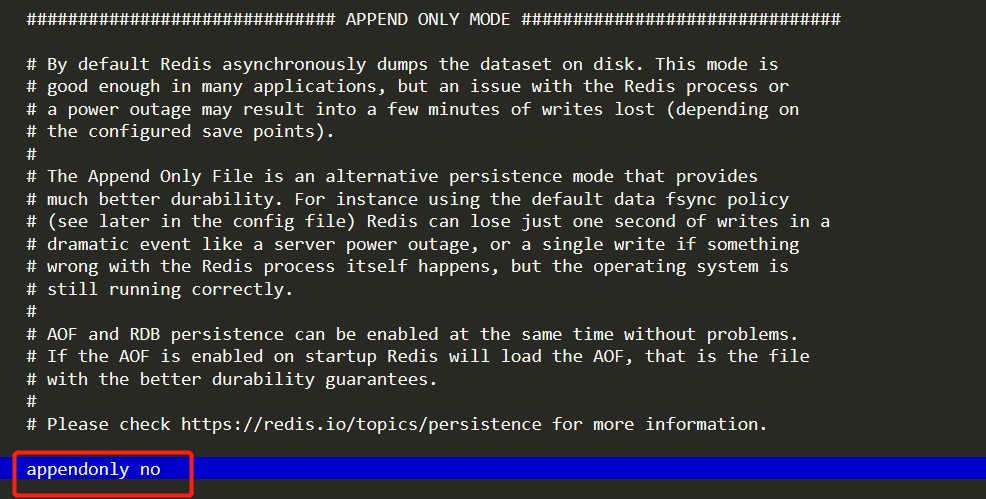 ############################## APPEND ONLY MODE ###############################
# By default Redis asynchronously dumps the dataset on disk. This mode is
# good enough in many applications, but an issue with the Redis process or
# a power outage may result into a few minutes of writes lost (depending on
# the configured save points).
#
# The Append Only File is an alternative persistence mode that provides
# much better durability. For instance using the default data fsync policy
# (see later in the config file) Redis can lose just one second of writes in a
# dramatic event like a server power outage, or a single write if something
# wrong with the Redis process itself happens, but the operating system is
# still running correctly.
#
# AOF and RDB persistence can be enabled at the same time without problems.
# If the AOF is enabled on startup Redis will load the AOF, that is the file
# with the better durability guarantees.
#
# Please check https://redis.io/topics/persistence for more information.
appendonly no